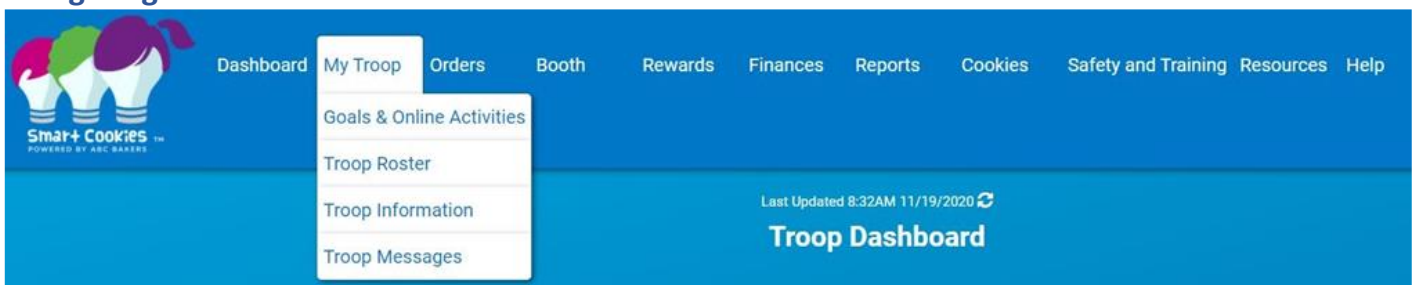 Dashboard My Troop Orders Booth Rewards Finances Reports Cookies Safety and Training Resources Help
Smart Cookies TM
POWERED BY ABC BAKERS
Goals & Online Activities
Troop Roster
Troop Information
Troop Messages
Last Updated 8:32AM 11/19/2020
Troop Dashboard